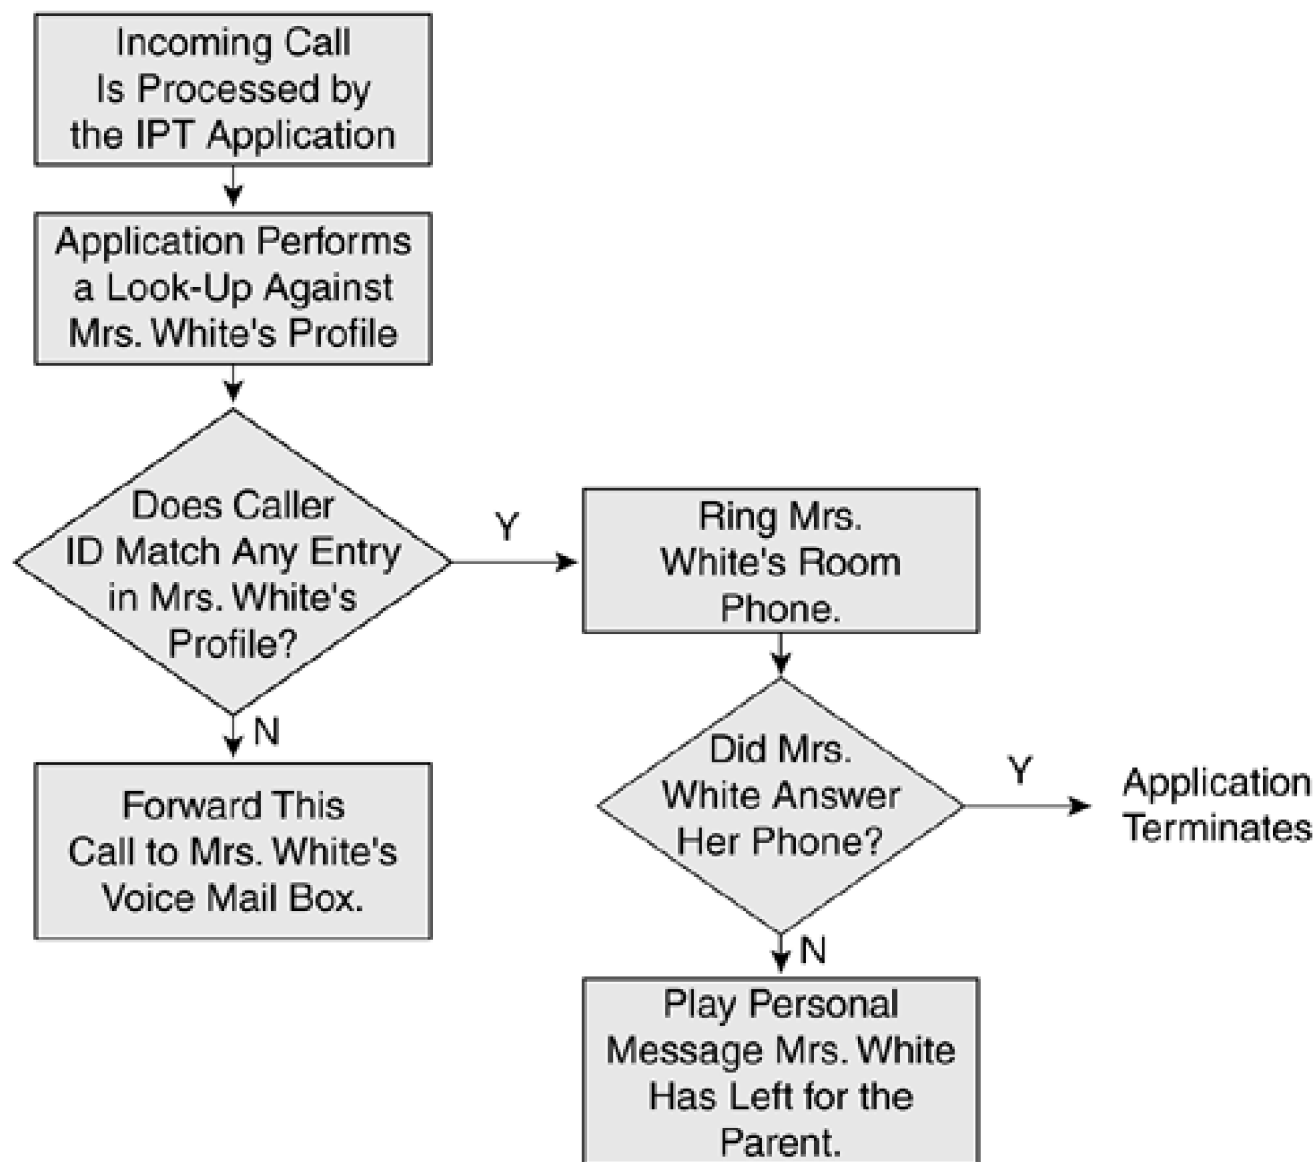 Incoming Call
Is Processed by
the IPT Application
Application Performs
a Look-Up Against
Mrs. White's Profile
Does Caller
ID Match Any Entry
in Mrs. White's
Profile?
Y
Ring Mrs.
White's Room
Phone.
N
Forward This
Call to Mrs. White's
Voice Mail Box.
Did Mrs.
White Answer
Her Phone?
Y
Application
Terminates
N
Play Personal
Message Mrs. White
Has Left for the
Parent.